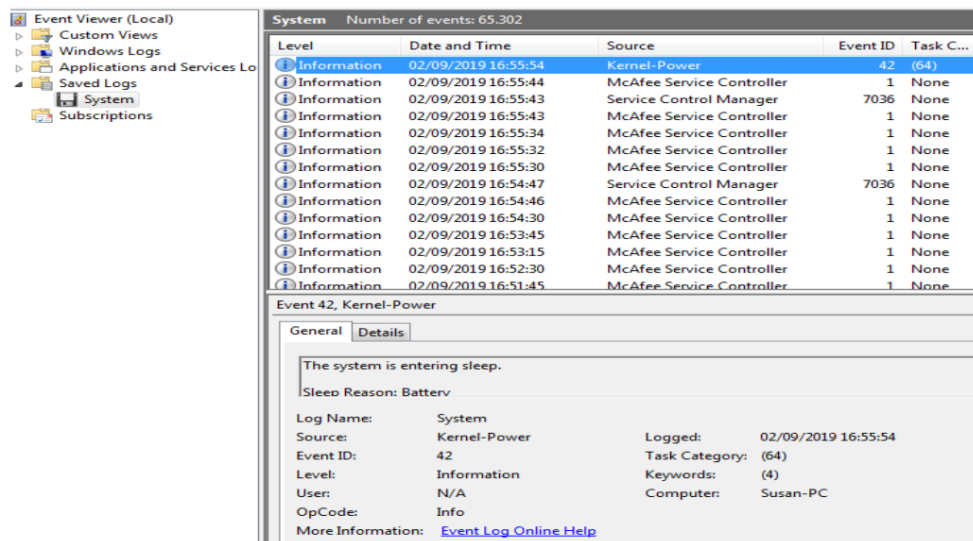 Event Viewer (Local)
Custom Views
Windows Logs
Applications and Services Lo
Saved Logs
System
Subscriptions
System Number of events: 65.302
Level Date and Time Source Event ID Task C...
Information 02/09/2019 16:55:54 Kernel-Power 42 (64)
Information 02/09/2019 16:55:44 McAfee Service Controller 1 None
Information 02/09/2019 16:55:43 Service Control Manager 7036 None
Information 02/09/2019 16:55:43 McAfee Service Controller 1 None
Information 02/09/2019 16:55:34 McAfee Service Controller 1 None
Information 02/09/2019 16:55:32 McAfee Service Controller 1 None
Information 02/09/2019 16:55:30 McAfee Service Controller 1 None
Information 02/09/2019 16:54:47 Service Control Manager 7036 None
Information 02/09/2019 16:54:46 McAfee Service Controller 1 None
Information 02/09/2019 16:54:30 McAfee Service Controller 1 None
Information 02/09/2019 16:53:45 McAfee Service Controller 1 None
Information 02/09/2019 16:53:15 McAfee Service Controller 1 None
Information 02/09/2019 16:52:30 McAfee Service Controller 1 None
Information 02/09/2019 16:51:45 McAfee Service Controller 1 None
Event 42, Kernel-Power
General Details
The system is entering sleep.
Sleep Reason: Battery
Log Name: System
Source: Kernel-Power Logged: 02/09/2019 16:55:54
Event ID: 42 Task Category: (64)
Level: Information Keywords: (4)
User: N/A Computer: Susan-PC
OpCode: Info
More Information: Event Log Online Help